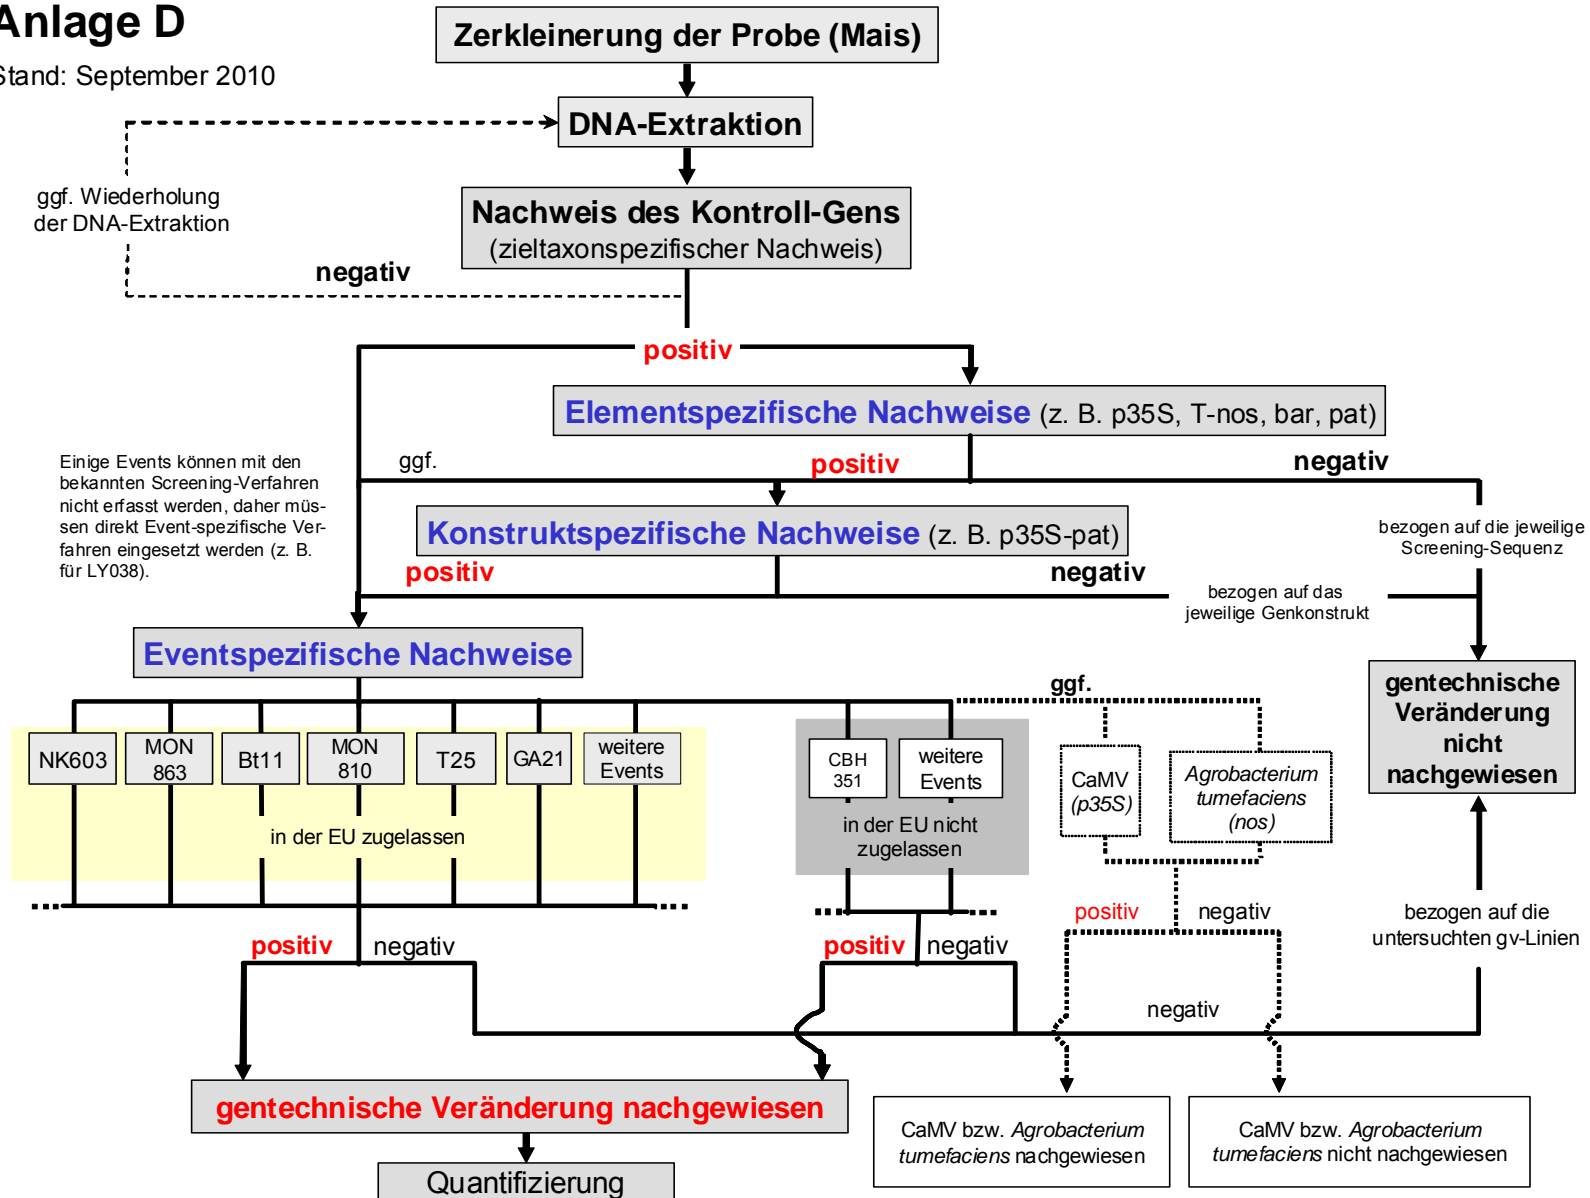 Anlage D
Stand: September 2010
Zerkleinerung der Probe (Mais)
DNA-Extraktion
ggf. Wiederholung
der DNA-Extraktion
Nachweis des Kontroll-Gens
(zieltaxonspezifischer Nachweis)
negativ
positiv
Elementspezifische Nachweise (z. B. p35S, T-nos, bar, pat)
Einige Events können mit den
bekannten Screening-Verfahren
nicht erfasst werden, daher müs-
sen direkt Event-spezifische Ver-
fahren eingesetzt werden (z. B.
für LY038).
ggf.
positiv
negativ
Konstruktspezifische Nachweise (z. B. p35S-pat)
bezogen auf die jeweilige
Screening-Sequenz
positiv
negativ
bezogen auf das
jeweilige Genkonstrukt
Eventspezifische Nachweise
ggf.
gentechnische
Veränderung
nicht
nachgewiesen
NK603
MON
863
Bt11
MON
810
T25
GA21
weitere
Events
in der EU zugelassen
CBH
351
weitere
Events
in der EU nicht
zugelassen
CaMV
(p35S)
Agrobacterium
tumefaciens
(nos)
positiv
negativ
positiv
negativ
positiv
negativ
bezogen auf die
untersuchten gv-Linien
negativ
gentechnische Veränderung nachgewiesen
Quantifizierung
CaMV bzw. Agrobacterium
tumefaciens nachgewiesen
CaMV bzw. Agrobacterium
tumefaciens nicht nachgewiesen